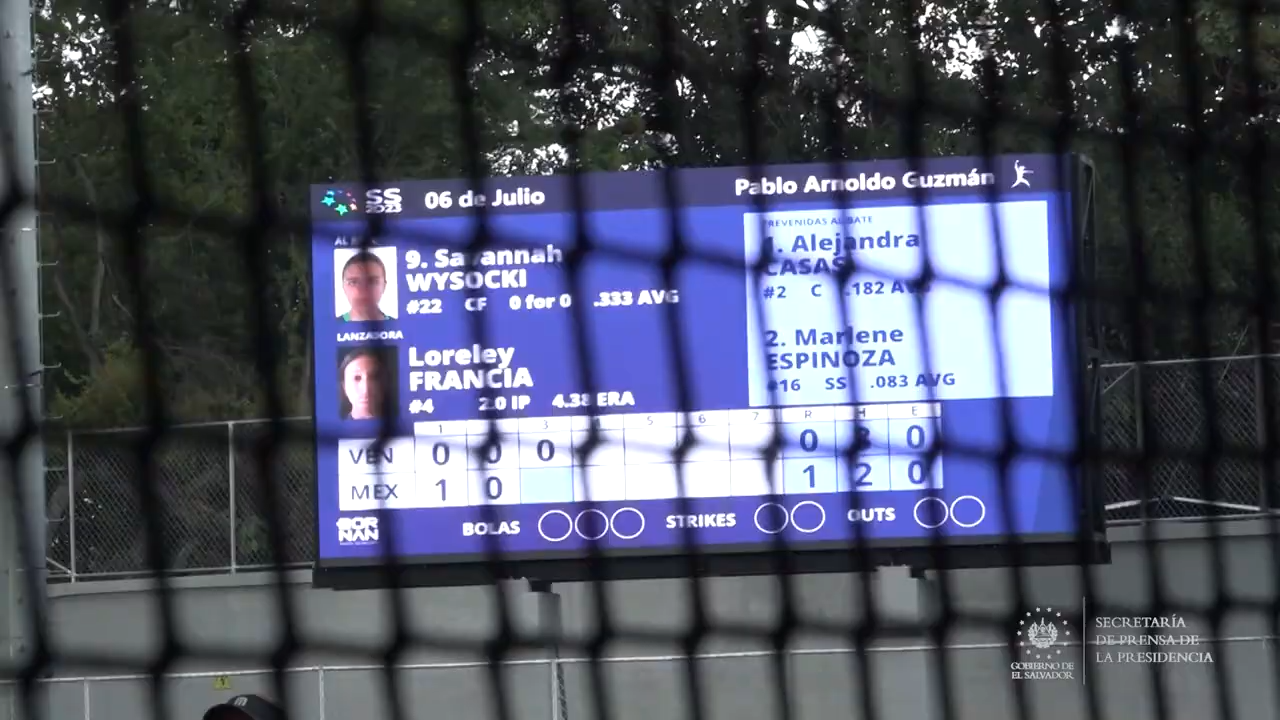 SS 2023
06 de Julio
Pablo Arnoldo Guzmán
9. Savannah
WYSOCKI
#22 CF 0 for 0 .333 AVG
LANZADORA
Loreley
FRANCIA
#4 2.0 IP 4.38 ERA
PREVENIDAS AL BATE
1. Alejandra
CASAS
#2 C .182 AVG
2. Marlene
ESPINOZA
#16 SS .083 AVG
1 2 3 4 5 6 7 R H E
VEN 0 0 0 0 0
MEX 1 0 1 2 0
BOLAS STRIKES OUTS
GOBIERNO DE
EL SALVADOR
SECRETARÍA
DE PRENSA DE
LA PRESIDENCIA